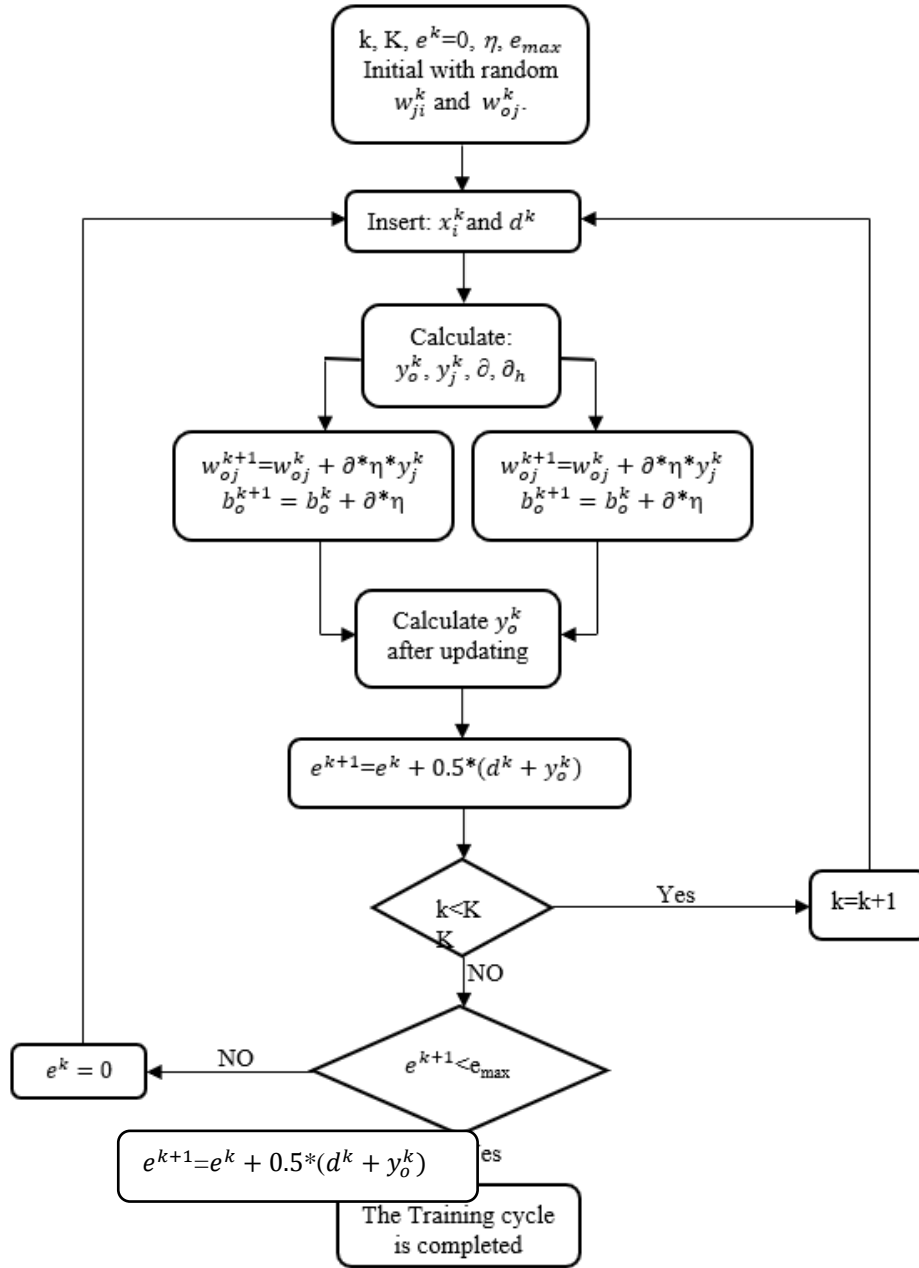 k, K, e^k=0, η, e_max
Initial with random
w_ji^k and w_oj^k.
Insert: x_i^k and d^k
Calculate:
y_o^k, y_j^k, ∂, ∂_h
w_oj^{k+1}=w_oj^k + ∂*η*y_j^k
b_o^{k+1} = b_o^k + ∂*η
w_oj^{k+1}=w_oj^k + ∂*η*y_j^k
b_o^{k+1} = b_o^k + ∂*η
Calculate y_o^k
after updating
e^{k+1}=e^k + 0.5*(d^k + y_o^k)
k<K
K
Yes
k=k+1
NO
e^{k+1}<e_max
NO
e^k = 0
e^{k+1}=e^k + 0.5*(d^k + y_o^k)
es
The Training cycle
is completed